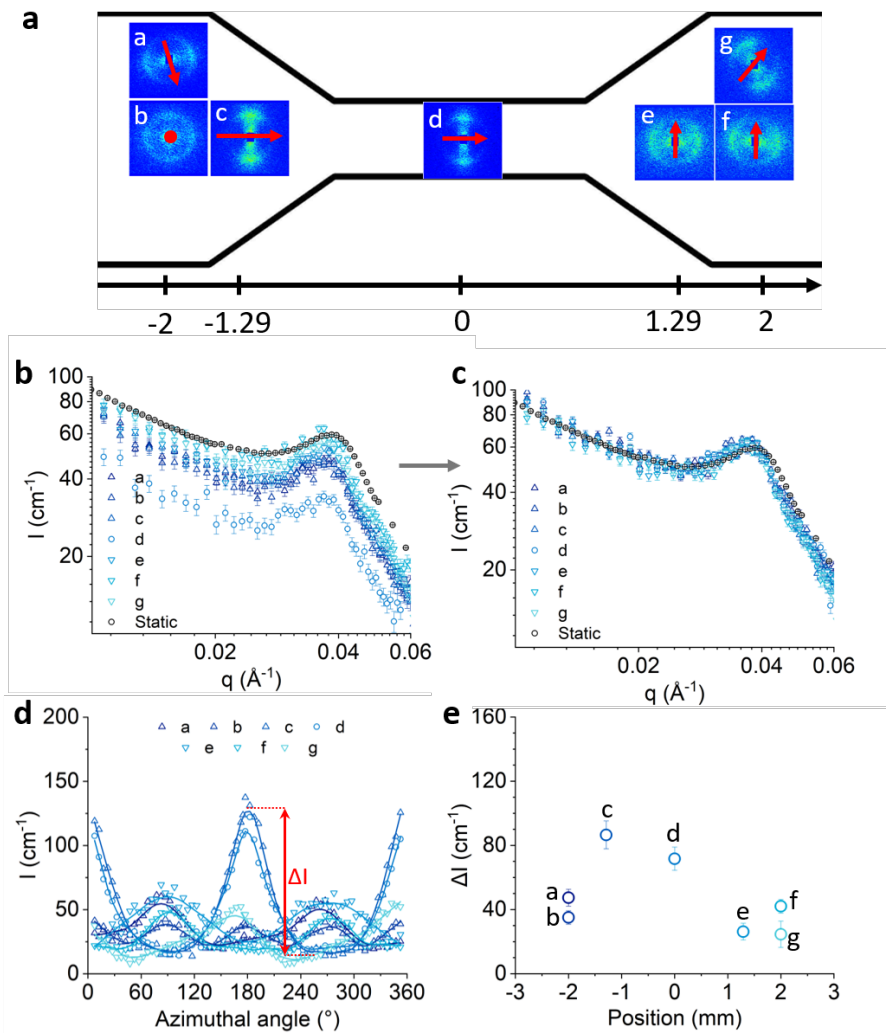 a
a
g
b
c
d
e
f
-2
-1.29
0
1.29
2
b
100
80
60
40
20
I (cm⁻¹)
a
b
c
d
e
f
g
Static
0.02
0.04
0.06
q (Å⁻¹)
c
100
80
60
40
20
I (cm⁻¹)
a
b
c
d
e
f
g
Static
0.02
0.04
0.06
q (Å⁻¹)
d
200
150
100
50
0
I (cm⁻¹)
a b c d
e f g
ΔI
0 60 120 180 240 300 360
Azimuthal angle (°)
e
160
120
80
40
0
ΔI (cm⁻¹)
c
d
a
b
e
f
g
-3 -2 -1 0 1 2 3
Position (mm)